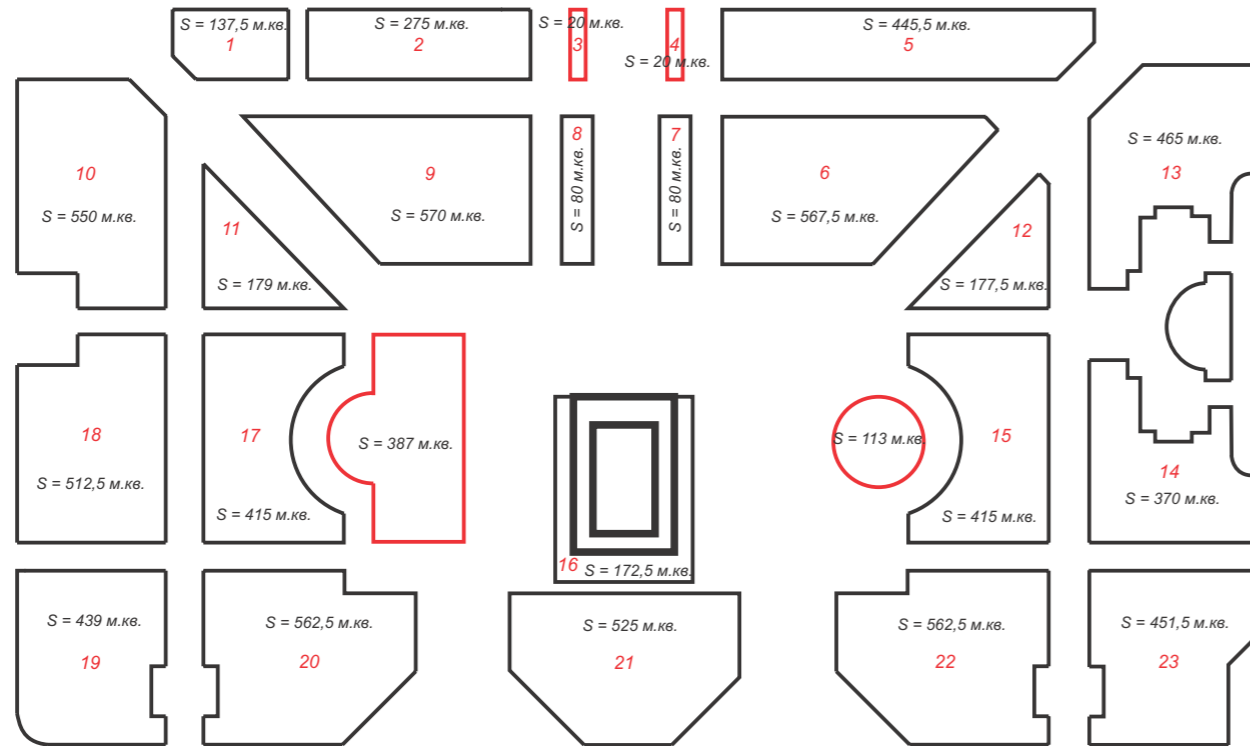 S = 137,5 м.кв.
1
S = 275 м.кв.
2
S = 20 м.кв.
3
4
S = 20 м.кв.
S = 445,5 м.кв.
5
10
S = 550 м.кв.
9
S = 570 м.кв.
8
S = 80 м.кв.
7
S = 80 м.кв.
6
S = 567,5 м.кв.
S = 465 м.кв.
13
11
S = 179 м.кв.
12
S = 177,5 м.кв.
18
S = 512,5 м.кв.
17
S = 415 м.кв.
S = 387 м.кв.
16
S = 172,5 м.кв.
S = 113 м.кв.
15
S = 415 м.кв.
14
S = 370 м.кв.
S = 439 м.кв.
19
S = 562,5 м.кв.
20
S = 525 м.кв.
21
S = 562,5 м.кв.
22
S = 451,5 м.кв.
23